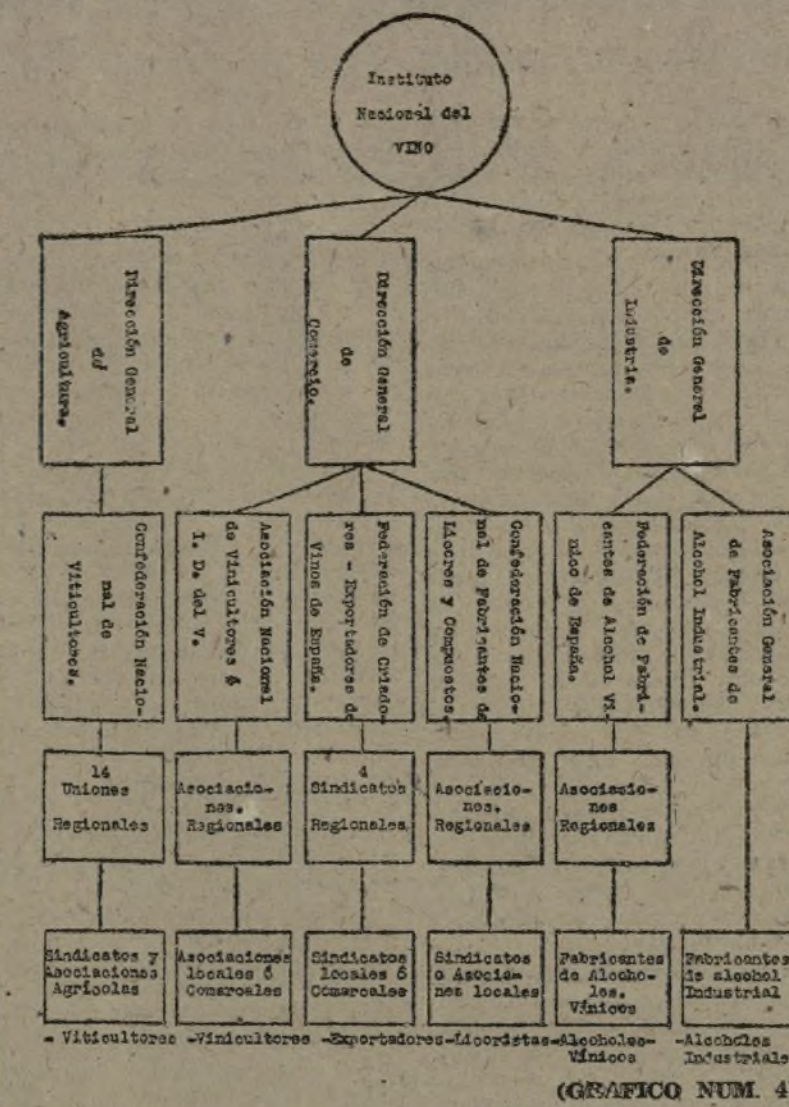 Instituto
Nacional del
VINO
Dirección General
de
Agricultura.
Dirección General
de
Comercio.
Dirección General
de
Industria.
Confederación Nacio-
nal de
Viticultores.
Asociación Nacional
de Vinicultores é
I. D. del V.
Federación de Criado-
res - Exportadores de
Vinos de España.
Confederación Nacio-
nal de Fabricantes de
Licores y Compuestos.
Federación de Fabri-
cantes de Alcohol Ví-
nico de España.
Asociación General
de Fabricantes de
Alcohol Industrial.
14
Uniones
Regionales
Asociacio-
nes.
Regionales
4
Sindicatos
Regionales
Asociacio-
nes.
Regionales
Asociacio-
nes
Regionales
Sindicatos y
Asociaciones
Agrícolas
Asociaciones
locales ó
Comarcales
Sindicatos
locales ó
Comarcales
Sindicatos
o Asocia-
nes locales
Fabricantes
de Alcoho-
les.
Vínicos
Fabricantes
de alcohol
Industrial
- Viticultores -Vinicultores -Exportadores-Licoristas-Alcoholes- -Alcoholes
Vínicos Industriales
(GRAFICO NUM. 4